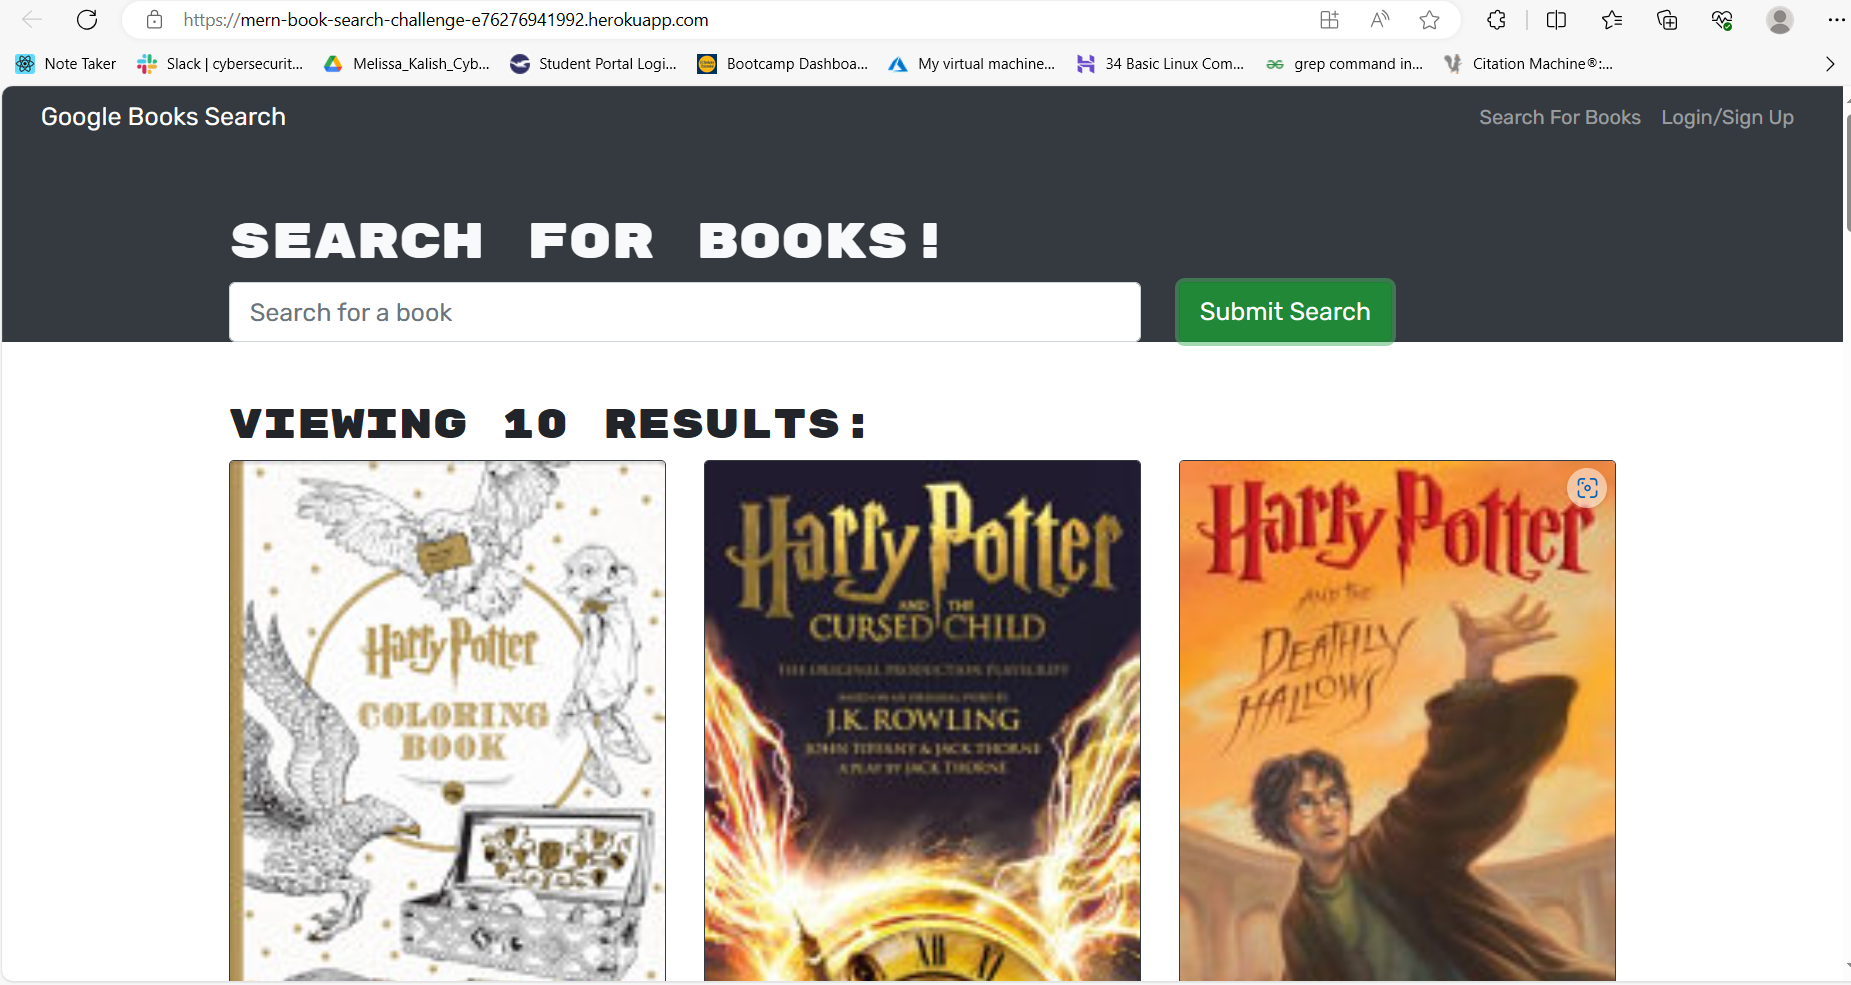 https://mern-book-search-challenge-e76276941992.herokuapp.com
Note Taker Slack | cybersecurit... Melissa_Kalish_Cyb... Student Portal Logi... Bootcamp Dashboa... My virtual machine... 34 Basic Linux Com... grep command in... Citation Machine®:...
Google Books Search Search For Books Login/Sign Up
SEARCH FOR BOOKS!
Search for a book Submit Search
VIEWING 10 RESULTS:
Harry Potter
COLORING
BOOK
Harry Potter
AND THE
CURSED CHILD
THE ORIGINAL PRODUCTION PLAYSCRIPT
BASED ON AN ORIGINAL STORY BY
J.K. ROWLING
JOHN TIFFANY & JACK THORNE
A PLAY BY JACK THORNE
XII
XI
Harry Potter
AND THE
DEATHLY
HALLOWS